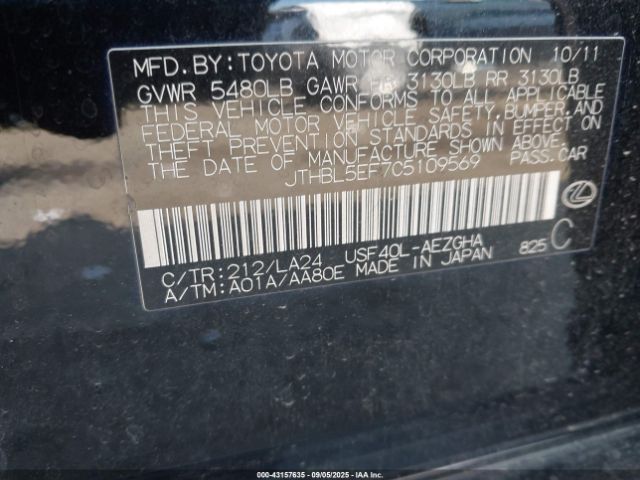 MFD.BY:TOYOTA MOTOR CORPORATION 10/11
GVWR 5480LB GAWR FR 3130LB RR 3130LB
THIS VEHICLE CONFORMS TO ALL APPLICABLE
FEDERAL MOTOR VEHICLE SAFETY,BUMPER,AND
THEFT PREVENTION STANDARDS IN EFFECT ON
THE DATE OF MANUFACTURE SHOWN ABOVE.
JTHBL5EF7C5109569 PASS.CAR
C/TR:212/LA24 USF40L-AEZGHA 825 C
A/TM:A01A/AA80E MADE IN JAPAN
000-43157635 - 09/05/2025 - IAA Inc.